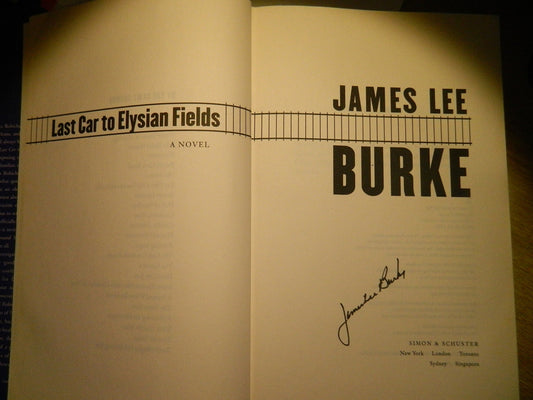 Last Car to Elysian Fields
A NOVEL
JAMES LEE
BURKE
James Lee Burke
SIMON & SCHUSTER
New York London Toronto
Sydney Singapore